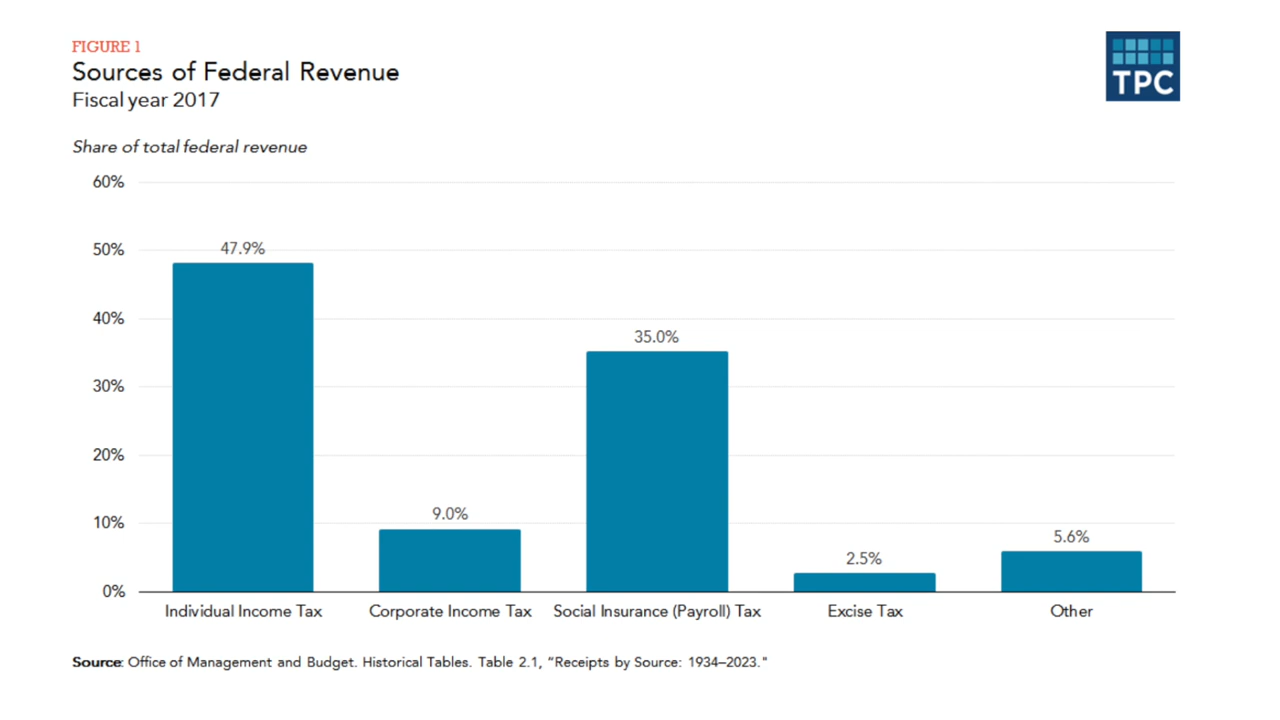 FIGURE 1
Sources of Federal Revenue
Fiscal year 2017
TPC
Share of total federal revenue
60%
50%
40%
30%
20%
10%
0%
47.9%
9.0%
35.0%
2.5%
5.6%
Individual Income Tax
Corporate Income Tax
Social Insurance (Payroll) Tax
Excise Tax
Other
Source: Office of Management and Budget. Historical Tables. Table 2.1, “Receipts by Source: 1934–2023."